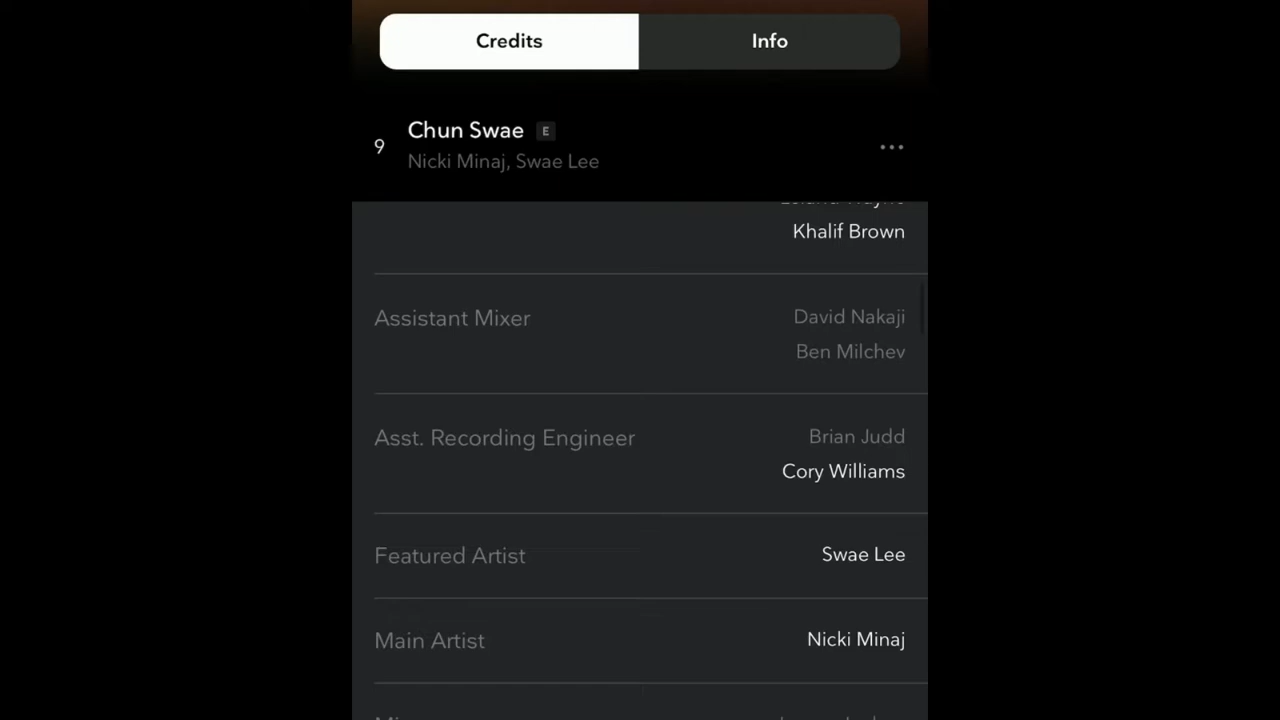 Credits
Info
9
Chun Swae E
Nicki Minaj, Swae Lee
Khalif Brown
Assistant Mixer
David Nakaji
Ben Milchev
Asst. Recording Engineer
Brian Judd
Cory Williams
Featured Artist
Swae Lee
Main Artist
Nicki Minaj